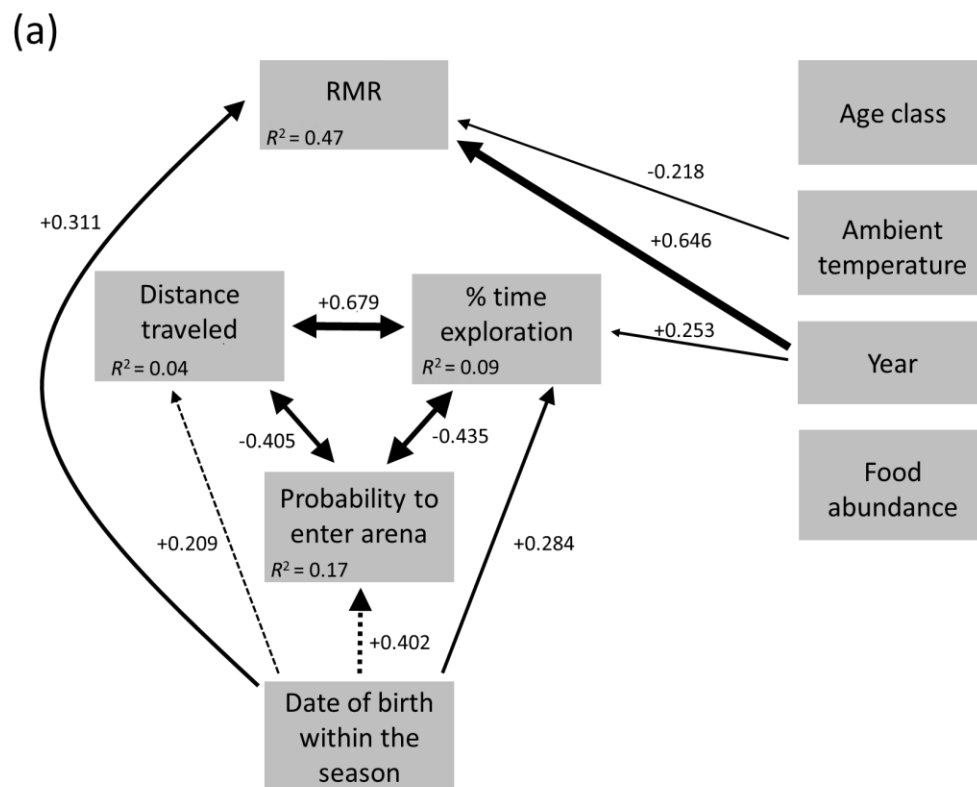 (a)
RMR
R² = 0.47
Age class
-0.218
+0.311
+0.646
Ambient
temperature
Distance
traveled
R² = 0.04
+0.679
% time
exploration
R² = 0.09
+0.253
Year
-0.405
-0.435
Probability to
enter arena
R² = 0.17
Food
abundance
+0.209
+0.284
+0.402
Date of birth
within the
season